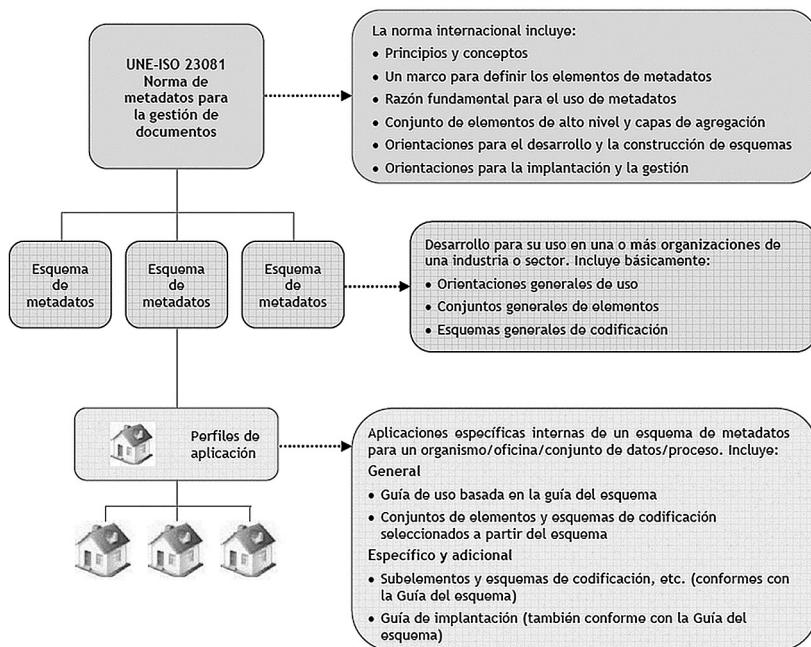 UNE-ISO 23081
Norma de
metadatos para
la gestión de
documentos
La norma internacional incluye:
• Principios y conceptos
• Un marco para definir los elementos de metadatos
• Razón fundamental para el uso de metadatos
• Conjunto de elementos de alto nivel y capas de agregación
• Orientaciones para el desarrollo y la construcción de esquemas
• Orientaciones para la implantación y la gestión
Esquema
de
metadatos
Esquema
de
metadatos
Esquema
de
metadatos
Desarrollo para su uso en una o más organizaciones de
una industria o sector. Incluye básicamente:
• Orientaciones generales de uso
• Conjuntos generales de elementos
• Esquemas generales de codificación
Perfiles de
aplicación
Aplicaciones específicas internas de un esquema de metadatos
para un organismo/oficina/conjunto de datos/proceso. Incluye:
General
• Guía de uso basada en la guía del esquema
• Conjuntos de elementos y esquemas de codificación
seleccionados a partir del esquema
Específico y adicional
• Subelementos y esquemas de codificación, etc. (conformes con
la Guía del esquema)
• Guía de implantación (también conforme con la Guía del
esquema)